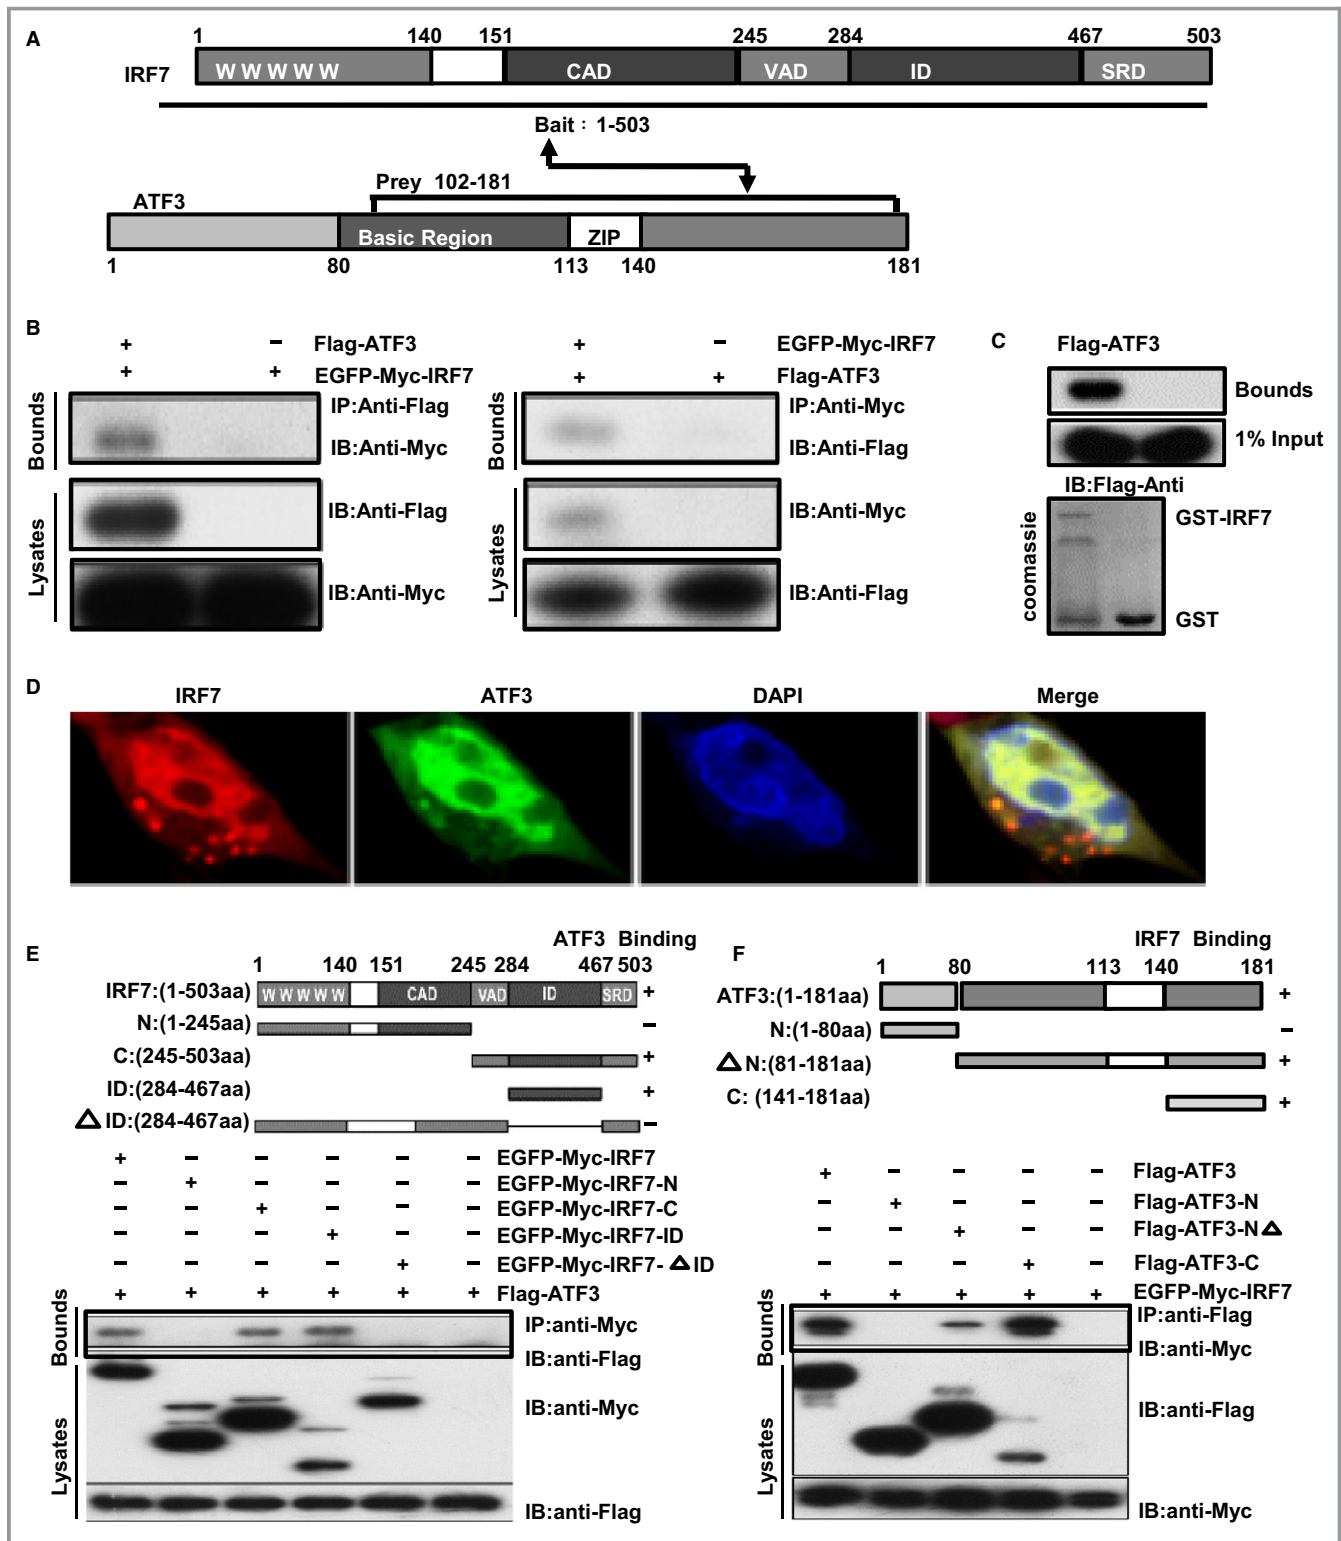 A
1 140 151 245 284 467 503
IRF7 W W W W W CAD VAD ID SRD
Bait : 1-503
Prey 102-181
ATF3
Basic Region ZIP
1 80 113 140 181
B
+ − Flag-ATF3
+ + EGFP-Myc-IRF7
Bounds
IP:Anti-Flag
IB:Anti-Myc
Lysates
IB:Anti-Flag
IB:Anti-Myc
+ − EGFP-Myc-IRF7
+ + Flag-ATF3
Bounds
IP:Anti-Myc
IB:Anti-Flag
Lysates
IB:Anti-Myc
IB:Anti-Flag
C
Flag-ATF3
Bounds
1% Input
IB:Flag-Anti
coomassie
GST-IRF7
GST
D
IRF7 ATF3 DAPI Merge
E
ATF3 Binding
1 140 151 245 284 467 503
IRF7:(1-503aa) W W W W W CAD VAD ID SRD +
N:(1-245aa) −
C:(245-503aa) +
ID:(284-467aa) +
Δ ID:(284-467aa) −
+ − − − − − EGFP-Myc-IRF7
− + − − − − EGFP-Myc-IRF7-N
− − + − − − EGFP-Myc-IRF7-C
− − − + − − EGFP-Myc-IRF7-ID
− − − − + − EGFP-Myc-IRF7- Δ ID
+ + + + + + Flag-ATF3
Bounds
IP:anti-Myc
IB:anti-Flag
Lysates
IB:anti-Myc
IB:anti-Flag
F
IRF7 Binding
1 80 113 140 181
ATF3:(1-181aa) +
N:(1-80aa) −
Δ N:(81-181aa) +
C: (141-181aa) +
+ − − − − Flag-ATF3
− + − − − Flag-ATF3-N
− − + − − Flag-ATF3-N Δ
− − − + − Flag-ATF3-C
+ + + + + EGFP-Myc-IRF7
Bounds
IP:anti-Flag
IB:anti-Myc
Lysates
IB:anti-Flag
IB:anti-Myc